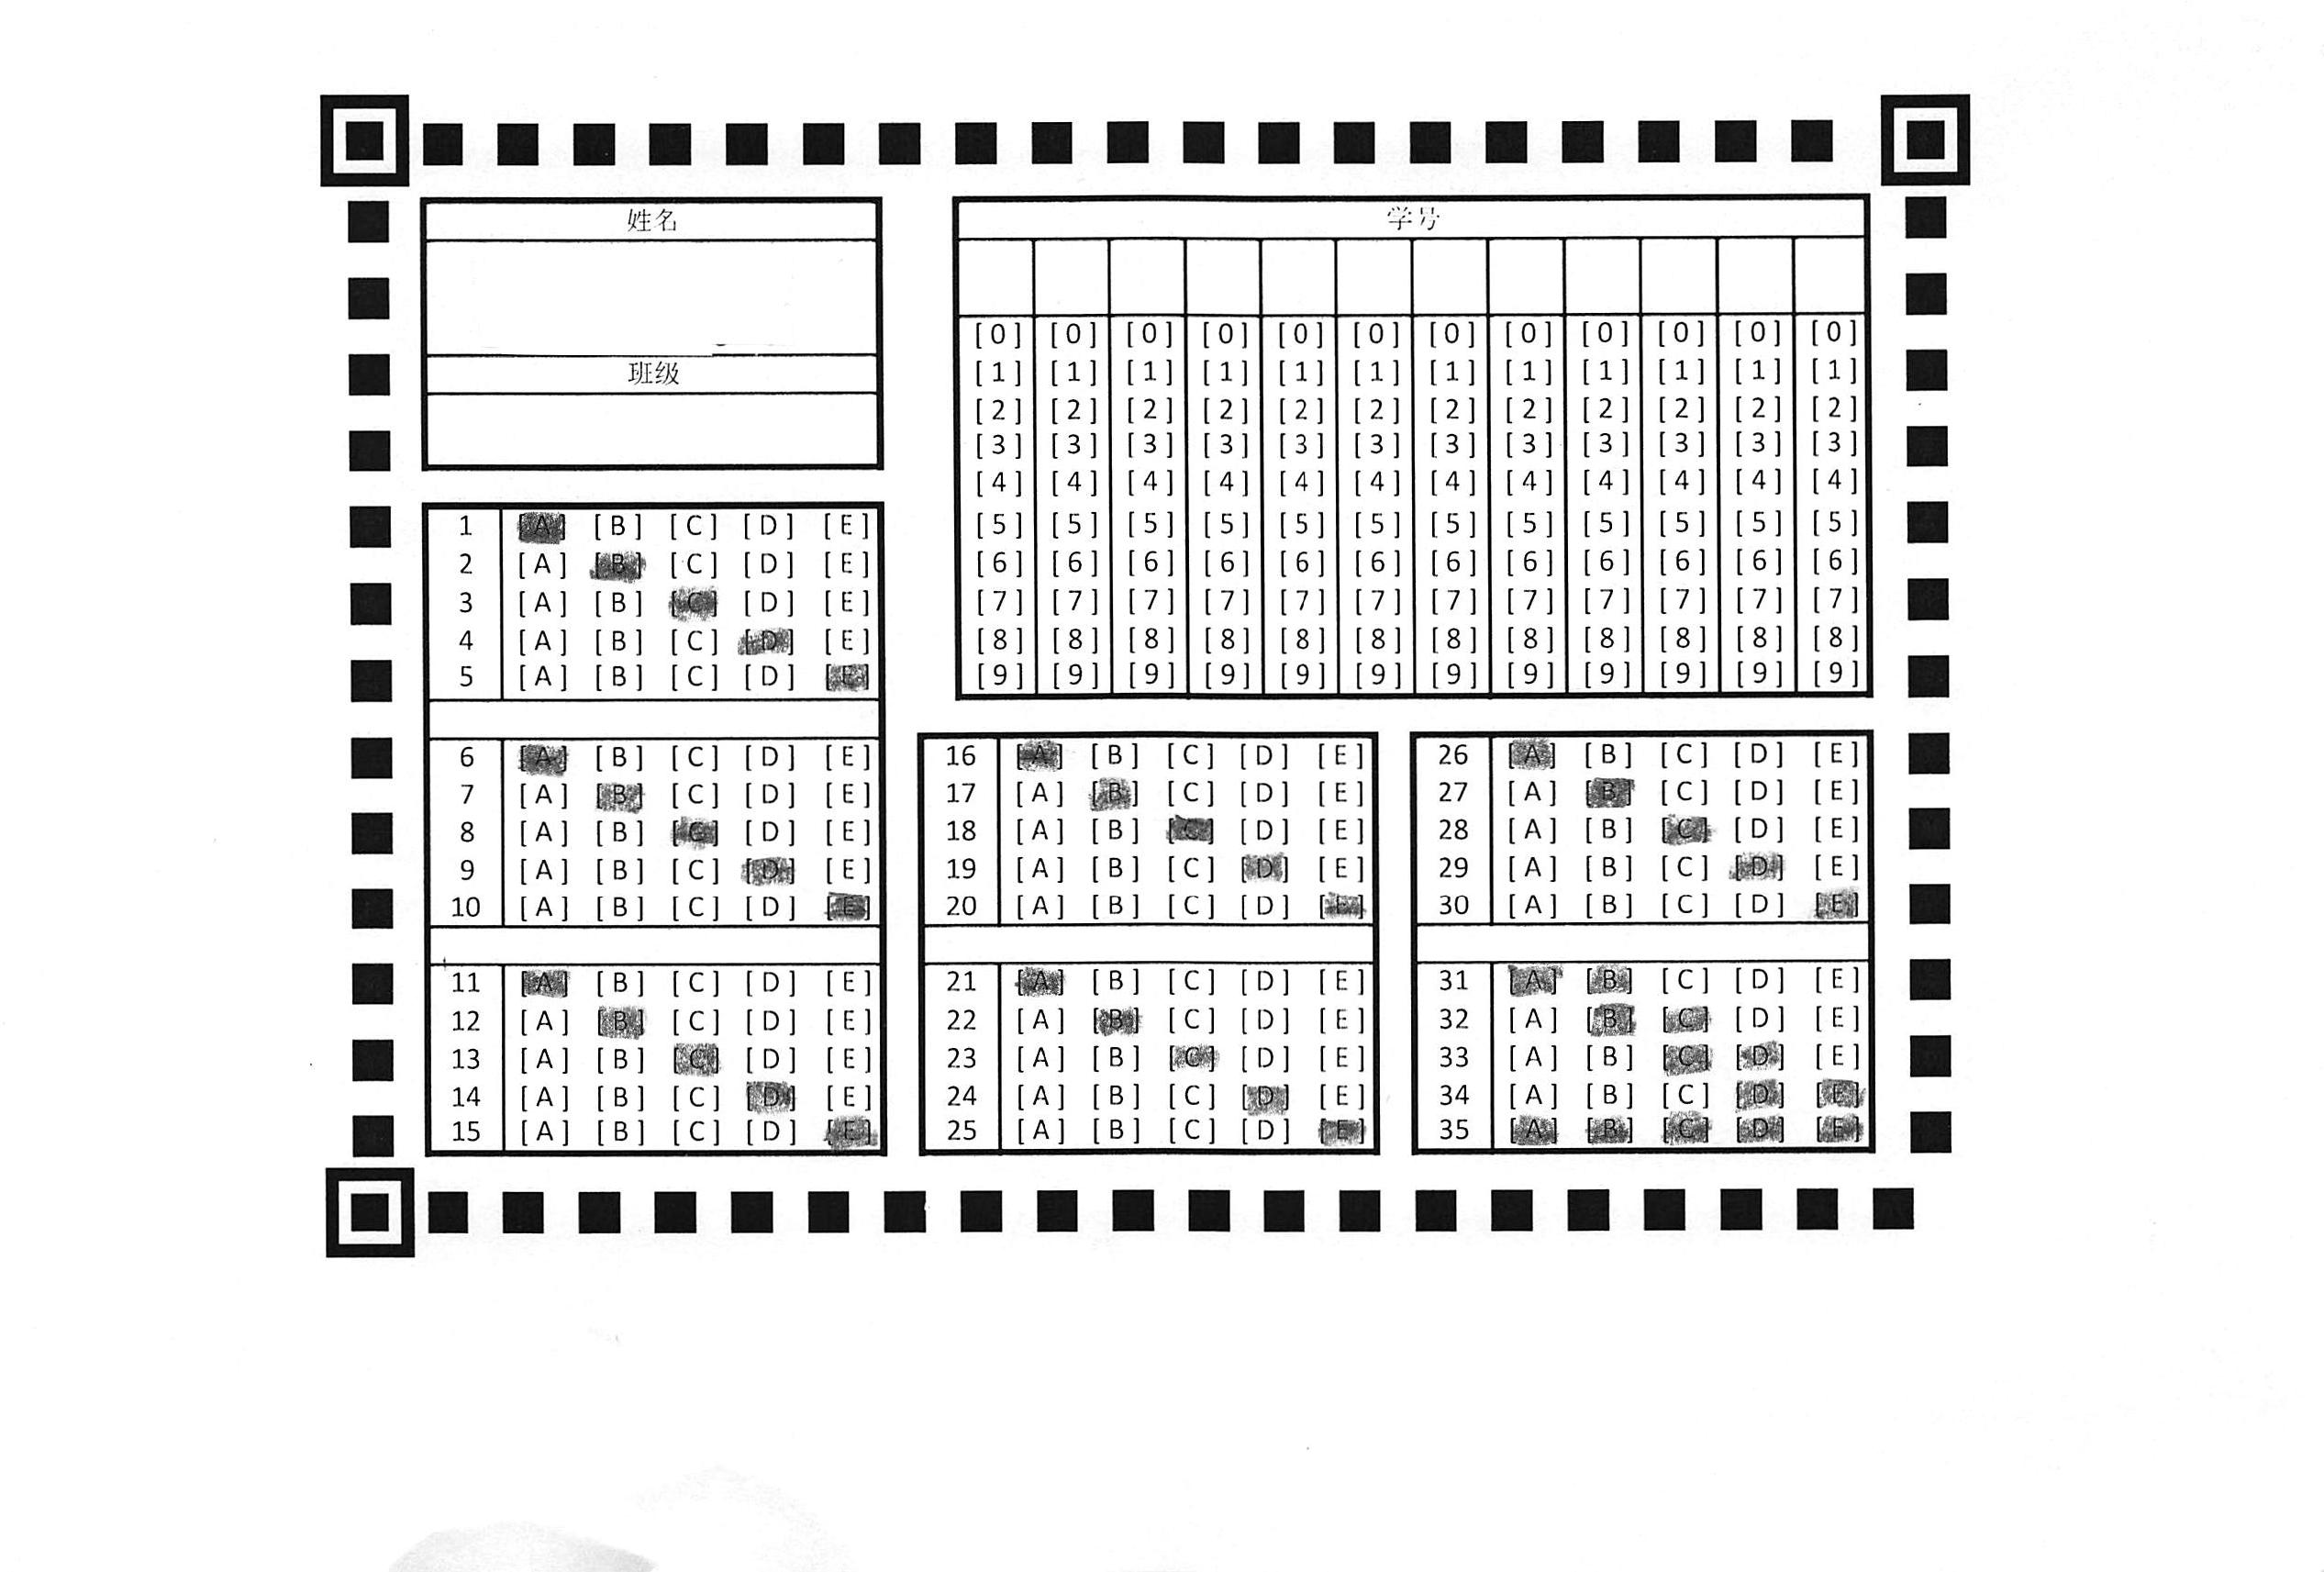 姓名
班级
学号
[0] [0] [0] [0] [0] [0] [0] [0] [0] [0] [0] [0]
[1] [1] [1] [1] [1] [1] [1] [1] [1] [1] [1] [1]
[2] [2] [2] [2] [2] [2] [2] [2] [2] [2] [2] [2]
[3] [3] [3] [3] [3] [3] [3] [3] [3] [3] [3] [3]
[4] [4] [4] [4] [4] [4] [4] [4] [4] [4] [4] [4]
[5] [5] [5] [5] [5] [5] [5] [5] [5] [5] [5] [5]
[6] [6] [6] [6] [6] [6] [6] [6] [6] [6] [6] [6]
[7] [7] [7] [7] [7] [7] [7] [7] [7] [7] [7] [7]
[8] [8] [8] [8] [8] [8] [8] [8] [8] [8] [8] [8]
[9] [9] [9] [9] [9] [9] [9] [9] [9] [9] [9] [9]
1 [A] [B] [C] [D] [E]
2 [A] [B] [C] [D] [E]
3 [A] [B] [C] [D] [E]
4 [A] [B] [C] [D] [E]
5 [A] [B] [C] [D] [E]
6 [A] [B] [C] [D] [E]
7 [A] [B] [C] [D] [E]
8 [A] [B] [C] [D] [E]
9 [A] [B] [C] [D] [E]
10 [A] [B] [C] [D] [E]
11 [A] [B] [C] [D] [E]
12 [A] [B] [C] [D] [E]
13 [A] [B] [C] [D] [E]
14 [A] [B] [C] [D] [E]
15 [A] [B] [C] [D] [E]
16 [A] [B] [C] [D] [E]
17 [A] [B] [C] [D] [E]
18 [A] [B] [C] [D] [E]
19 [A] [B] [C] [D] [E]
20 [A] [B] [C] [D] [E]
21 [A] [B] [C] [D] [E]
22 [A] [B] [C] [D] [E]
23 [A] [B] [C] [D] [E]
24 [A] [B] [C] [D] [E]
25 [A] [B] [C] [D] [E]
26 [A] [B] [C] [D] [E]
27 [A] [B] [C] [D] [E]
28 [A] [B] [C] [D] [E]
29 [A] [B] [C] [D] [E]
30 [A] [B] [C] [D] [E]
31 [A] [B] [C] [D] [E]
32 [A] [B] [C] [D] [E]
33 [A] [B] [C] [D] [E]
34 [A] [B] [C] [D] [E]
35 [A] [B] [C] [D] [E]